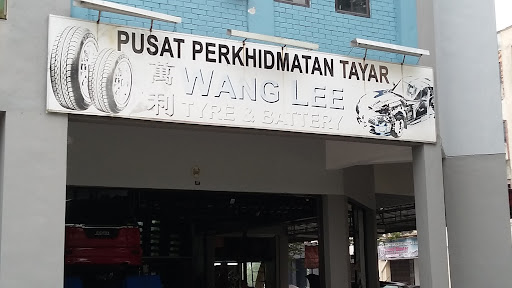 PUSAT PERKHIDMATAN TAYAR
萬利 WANG LEE
TYRE & BATTERY